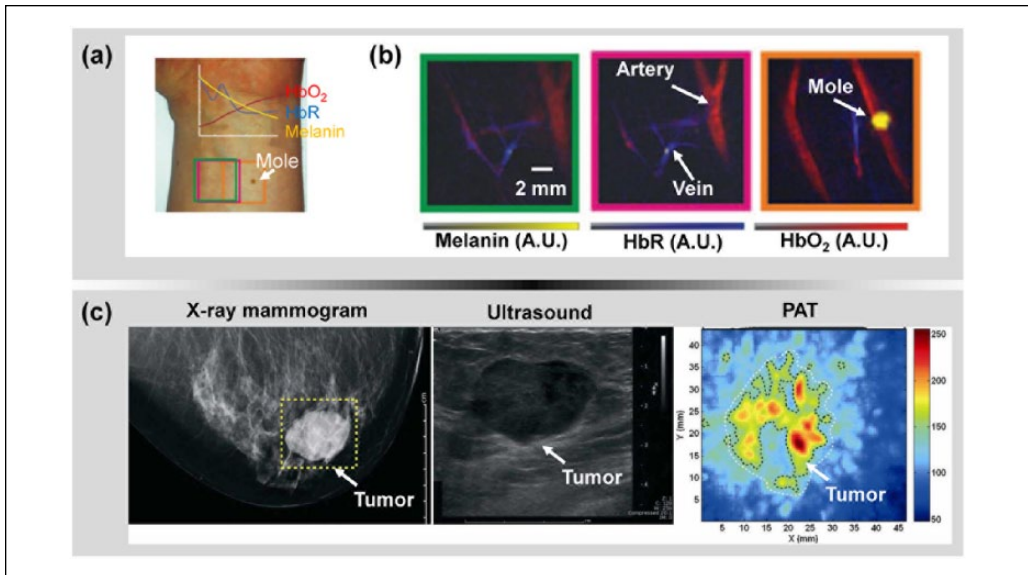 (a)
HbO₂
HbR
Melanin
Mole
(b)
Artery
Mole
2 mm
Vein
Melanin (A.U.)
HbR (A.U.)
HbO₂ (A.U.)
(c)
X-ray mammogram
Ultrasound
PAT
Tumor
Tumor
Tumor
40
35
30
25
20
15
10
5
Y (mm)
5 10 15 20 25 30 35 40 45
X (mm)
250
200
150
100
50